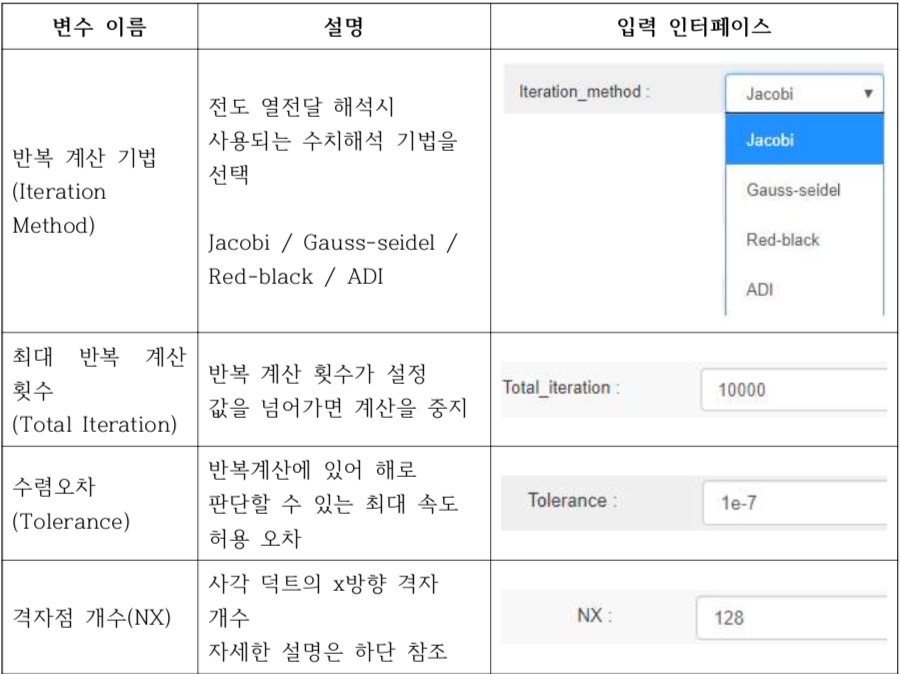 변수 이름
설명
입력 인터페이스
반복 계산 기법
(Iteration
Method)
전도 열전달 해석시
사용되는 수치해석 기법을
선택
Jacobi / Gauss-seidel /
Red-black / ADI
Iteration_method :
Jacobi
Jacobi
Gauss-seidel
Red-black
ADI
최대 반복 계산
횟수
(Total Iteration)
반복 계산 횟수가 설정
값을 넘어가면 계산을 중지
Total_iteration :
10000
수렴오차
(Tolerance)
반복계산에 있어 해로
판단할 수 있는 최대 속도
허용 오차
Tolerance :
1e-7
격자점 개수(NX)
사각 덕트의 x방향 격자
개수
자세한 설명은 하단 참조
NX :
128